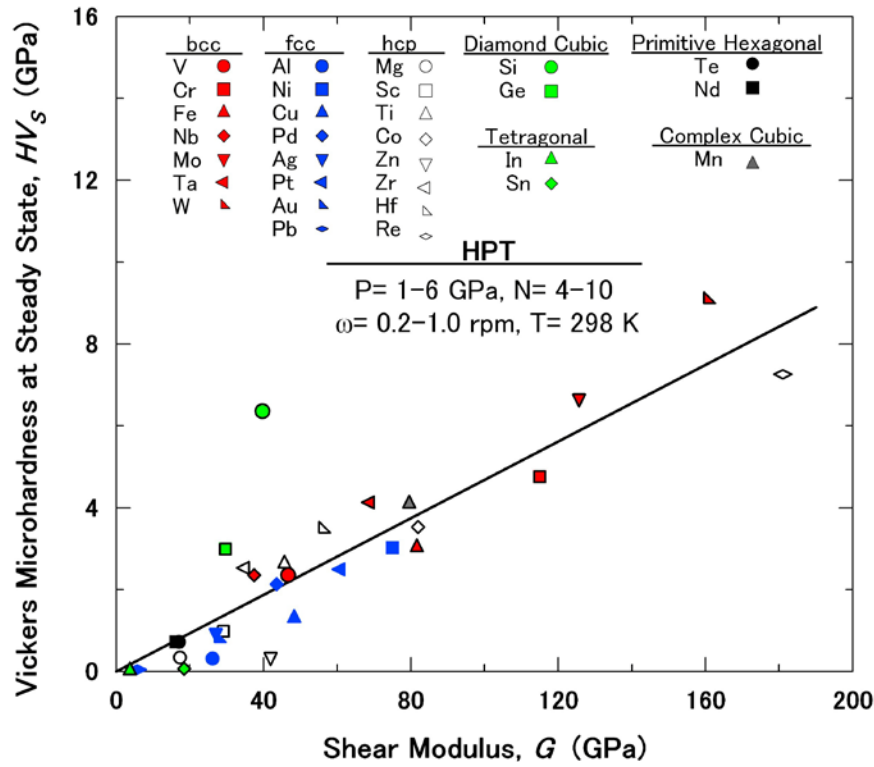 Vickers Microhardness at Steady State, HVS (GPa)
16
12
8
4
0
bcc
V
Cr
Fe
Nb
Mo
Ta
W
fcc
Al
Ni
Cu
Pd
Ag
Pt
Au
Pb
hcp
Mg
Sc
Ti
Co
Zn
Zr
Hf
Re
Diamond Cubic
Si
Ge
Tetragonal
In
Sn
Primitive Hexagonal
Te
Nd
Complex Cubic
Mn
HPT
P= 1-6 GPa, N= 4-10
ω= 0.2-1.0 rpm, T= 298 K
0 40 80 120 160 200
Shear Modulus, G (GPa)